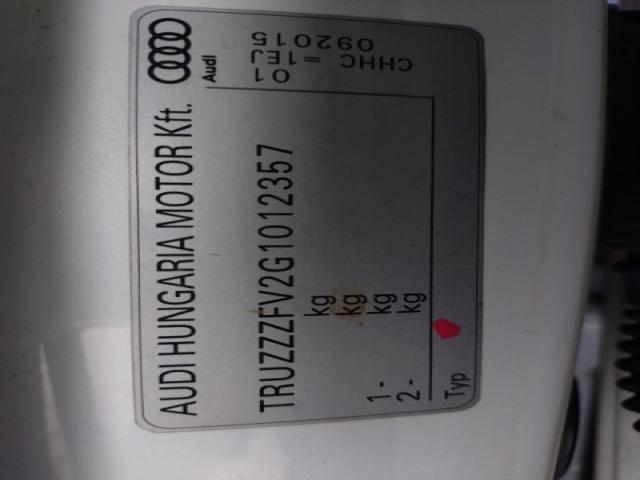 AUDI HUNGARIA MOTOR Kft.
Audi
TRUZZZFV2G1012357
kg
kg
1 - kg
2 - kg
Typ
01
=1EJ
CHHC
092015